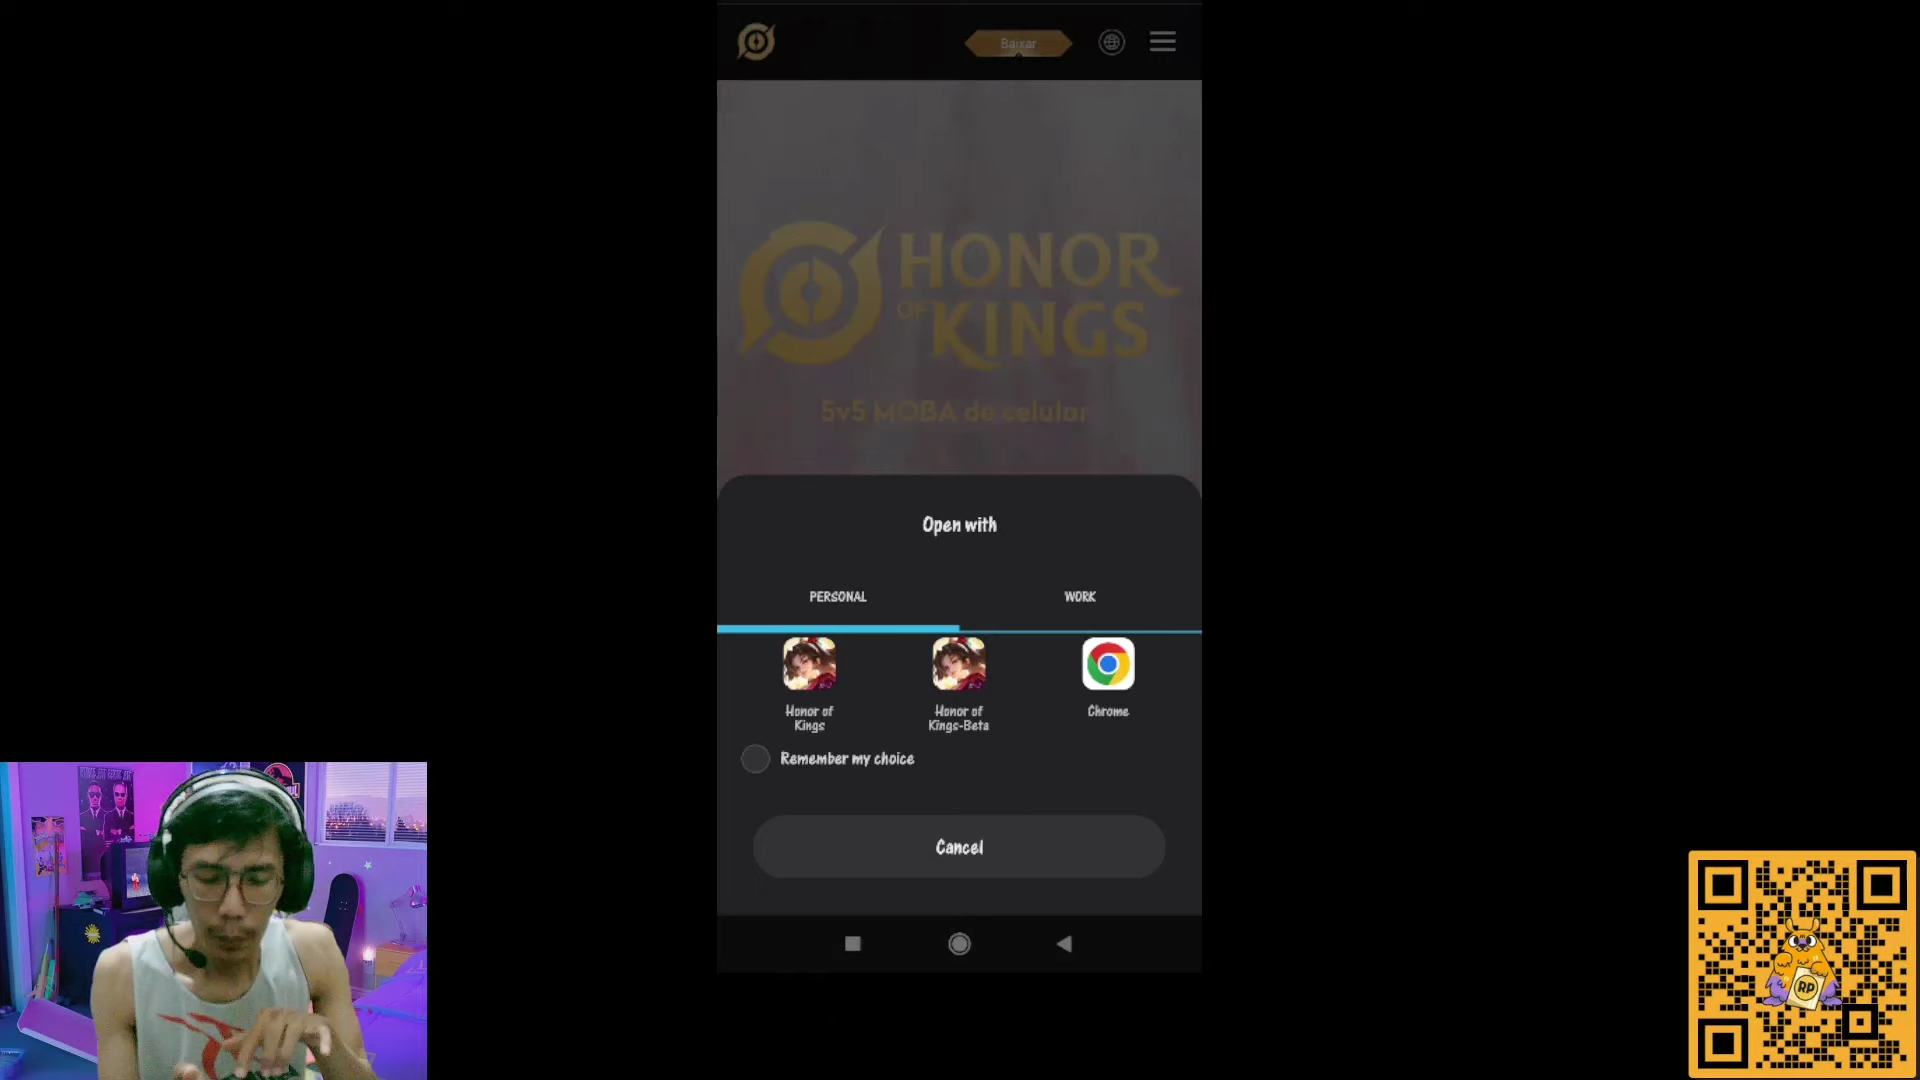 Baixar
HONOR
OF
KINGS
5v5 MOBA de celular
Open with
PERSONAL
WORK
Honor of
Kings
Honor of
Kings-Beta
Chrome
Remember my choice
Cancel
RP